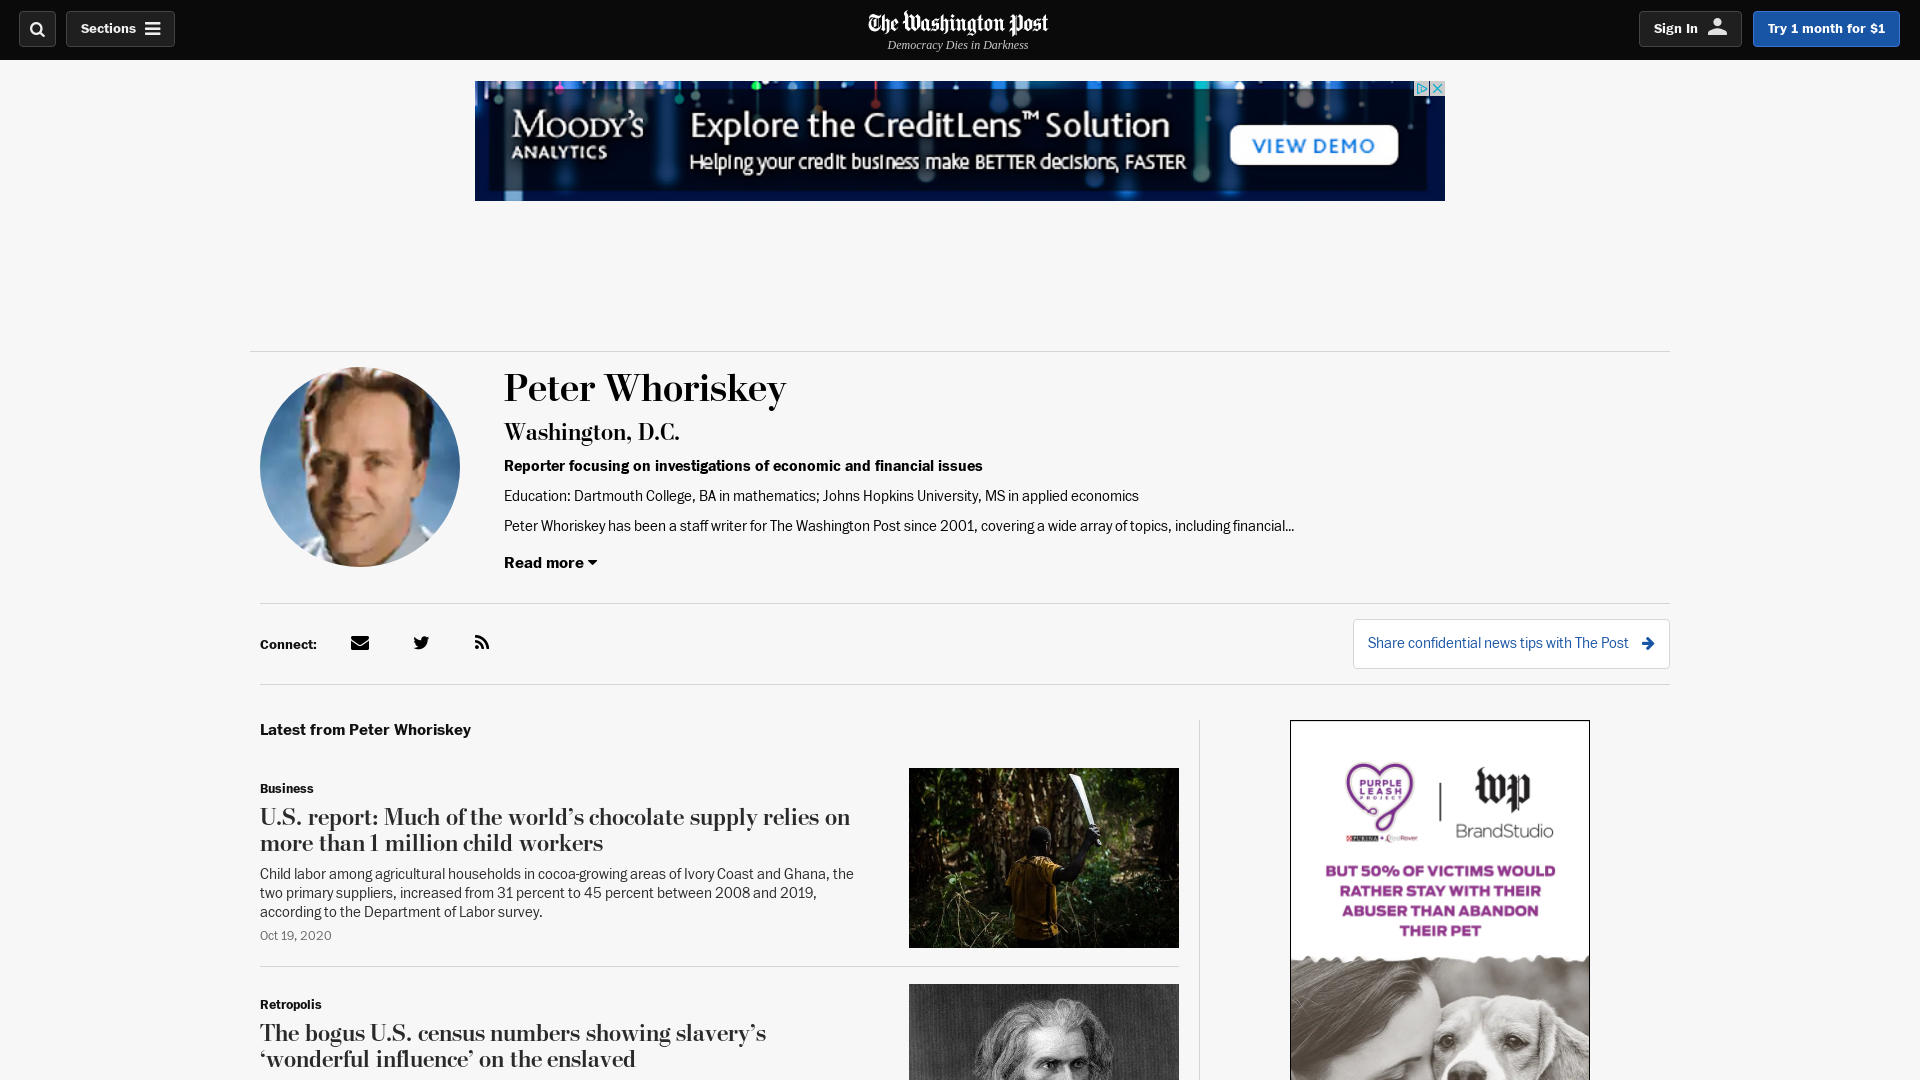 Sections
The Washington Post
Democracy Dies in Darkness
Sign In
Try 1 month for $1
MOODY'S
ANALYTICS
Explore the CreditLens™ Solution
Helping your credit business make BETTER decisions, FASTER
VIEW DEMO
Peter Whoriskey
Washington, D.C.
Reporter focusing on investigations of economic and financial issues
Education: Dartmouth College, BA in mathematics; Johns Hopkins University, MS in applied economics
Peter Whoriskey has been a staff writer for The Washington Post since 2001, covering a wide array of topics, including financial...
Read more
Connect:
Share confidential news tips with The Post
Latest from Peter Whoriskey
Business
U.S. report: Much of the world’s chocolate supply relies on
more than 1 million child workers
Child labor among agricultural households in cocoa-growing areas of Ivory Coast and Ghana, the
two primary suppliers, increased from 31 percent to 45 percent between 2008 and 2019,
according to the Department of Labor survey.
Oct 19, 2020
Retropolis
The bogus U.S. census numbers showing slavery’s
‘wonderful influence’ on the enslaved
PURPLE
LEASH
PROJECT
PURINA
wp
BrandStudio
BUT 50% OF VICTIMS WOULD
RATHER STAY WITH THEIR
ABUSER THAN ABANDON
THEIR PET